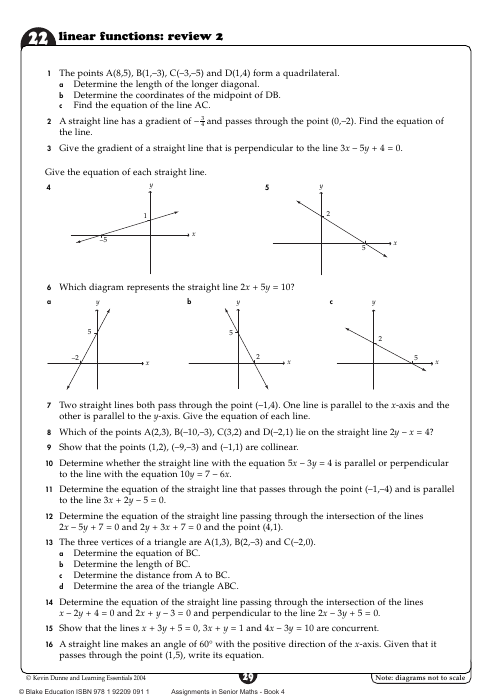 22 linear functions: review 2
1 The points A(8,5), B(1,–3), C(–3,–5) and D(1,4) form a quadrilateral.
a Determine the length of the longer diagonal.
b Determine the coordinates of the midpoint of DB.
c Find the equation of the line AC.
2 A straight line has a gradient of –3/4 and passes through the point (0,–2). Find the equation of
the line.
3 Give the gradient of a straight line that is perpendicular to the line 3x – 5y + 4 = 0.
Give the equation of each straight line.
4
y
1
–5
x
5
y
2
5
x
6 Which diagram represents the straight line 2x + 5y = 10?
a
y
5
–2
x
b
y
5
2
x
c
y
2
5
x
7 Two straight lines both pass through the point (–1,4). One line is parallel to the x-axis and the
other is parallel to the y-axis. Give the equation of each line.
8 Which of the points A(2,3), B(–10,–3), C(3,2) and D(–2,1) lie on the straight line 2y – x = 4?
9 Show that the points (1,2), (–9,–3) and (–1,1) are collinear.
10 Determine whether the straight line with the equation 5x – 3y = 4 is parallel or perpendicular
to the line with the equation 10y = 7 – 6x.
11 Determine the equation of the straight line that passes through the point (–1,–4) and is parallel
to the line 3x + 2y – 5 = 0.
12 Determine the equation of the straight line passing through the intersection of the lines
2x – 5y + 7 = 0 and 2y + 3x + 7 = 0 and the point (4,1).
13 The three vertices of a triangle are A(1,3), B(2,–3) and C(–2,0).
a Determine the equation of BC.
b Determine the length of BC.
c Determine the distance from A to BC.
d Determine the area of the triangle ABC.
14 Determine the equation of the straight line passing through the intersection of the lines
x – 2y + 4 = 0 and 2x + y – 3 = 0 and perpendicular to the line 2x – 3y + 5 = 0.
15 Show that the lines x + 3y + 5 = 0, 3x + y = 1 and 4x – 3y = 10 are concurrent.
16 A straight line makes an angle of 60° with the positive direction of the x-axis. Given that it
passes through the point (1,5), write its equation.
© Kevin Dunne and Learning Essentials 2004
29
Note: diagrams not to scale
© Blake Education ISBN 978 1 92209 091 1 Assignments in Senior Maths - Book 4